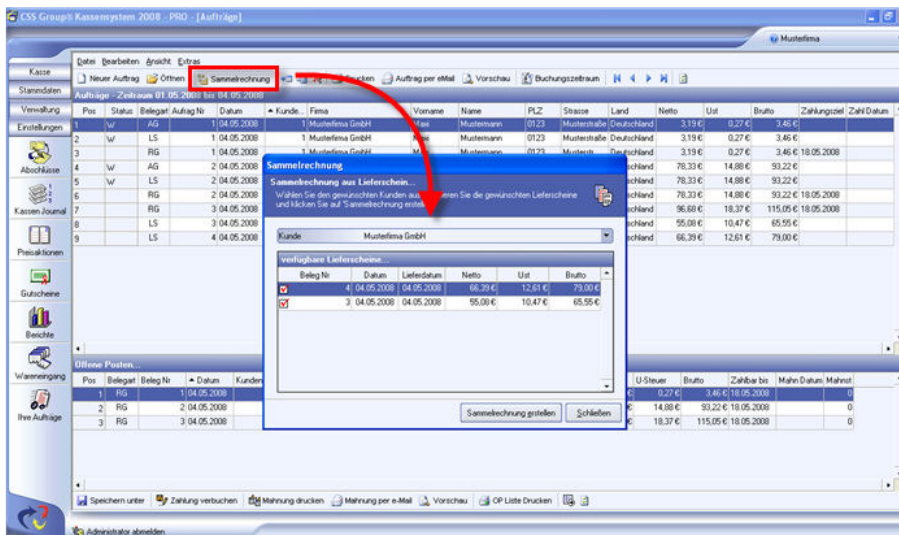 CSS Group® Kassensystem 2008 - PRO - [Aufträge]
Musterfirma
Datei Bearbeiten Ansicht Extras
Neuer Auftrag Öffnen Sammelrechnung Drucken Auftrag per eMail Vorschau Buchungszeitraum
Kasse
Stammdaten
Verwaltung
Einstellungen
Abschlüsse
Kassen Journal
Preisaktionen
Gutscheine
Berichte
Wareneingang
Ihre Aufträge
Aufträge - Zeitraum 01.05.2008 bis 04.05.2008
Pos Status Belegart Aufrag Nr Datum Kunde... Firma Vorname Name PLZ Strasse Land Netto Ust Brutto Zahlungsziel Zahl Datum
1 W AG 1 04.05.2008 1 Musterfirma GmbH Maxi Mustermann 0123 Musterstraße Deutschland 3,19 € 0,27 € 3,46 €
2 W LS 1 04.05.2008 1 Musterfirma GmbH Mustermann 0123 Musterstraße Deutschland 3,19 € 0,27 € 3,46 €
3 RG 1 04.05.2008 1 Musterfirma GmbH Mustermann 0123 Deutschland 3,19 € 0,27 € 3,46 € 18.05.2008
4 W AG 2 04.05.2008 schland 78,33 € 14,88 € 93,22 €
5 W LS 2 04.05.2008 schland 78,33 € 14,88 € 93,22 €
6 RG 2 04.05.2008 schland 78,33 € 14,88 € 93,22 € 18.05.2008
7 RG 3 04.05.2008 schland 96,68 € 18,37 € 115,05 € 18.05.2008
8 LS 3 04.05.2008 schland 55,08 € 10,47 € 65,55 €
9 LS 4 04.05.2008 schland 66,39 € 12,61 € 79,00 €
Sammelrechnung
Sammelrechnung aus Lieferschein...
Wählen Sie den gewünschten Kunden aus eren Sie die gewünschten Lieferscheine
und klicken Sie auf 'Sammelrechnung erstel
Kunde Musterfirma GmbH
verfügbare Lieferscheine...
Beleg Nr Datum Lieferdatum Netto Ust Brutto
4 04.05.2008 04.05.2008 66,39 € 12,61 € 79,00 €
3 04.05.2008 04.05.2008 55,08 € 10,47 € 65,55 €
Sammelrechnung erstellen Schließen
Offene Posten...
Pos Belegart Beleg Nr Datum Kunden U-Steuer Brutto Zahlbar bis Mahn Datum Mahnst
1 RG 1 04.05.2008 € 0,27 € 3,46 € 18.05.2008 0
2 RG 2 04.05.2008 € 14,88 € 93,22 € 18.05.2008 0
3 RG 3 04.05.2008 € 18,37 € 115,05 € 18.05.2008 0
Speichern unter Zahlung verbuchen Mahnung drucken Mahnung per e-Mail Vorschau OP Liste Drucken
Administrator abmelden